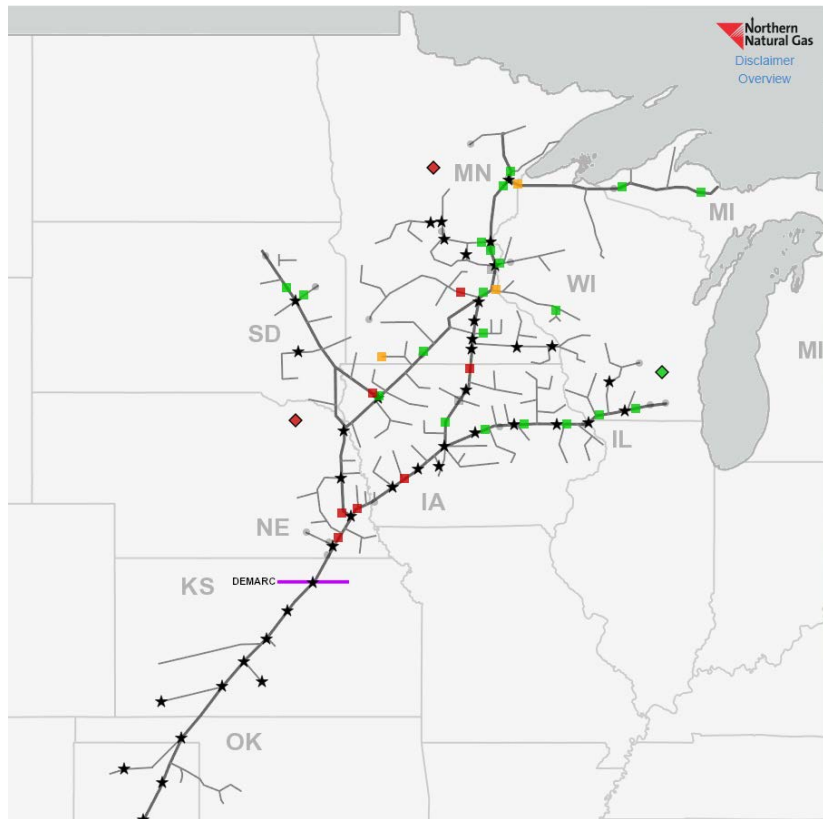 Northern
Natural Gas
Disclaimer
Overview
MN
MI
WI
SD
MI
IL
IA
NE
KS
DEMARC
OK